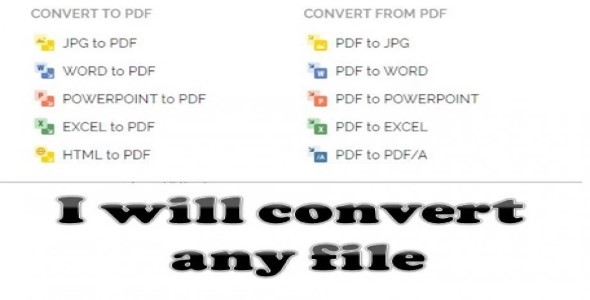 CONVERT TO PDF
JPG to PDF
WORD to PDF
POWERPOINT to PDF
EXCEL to PDF
HTML to PDF
CONVERT FROM PDF
PDF to JPG
PDF to WORD
PDF to POWERPOINT
PDF to EXCEL
PDF to PDF/A
I will convert
any file